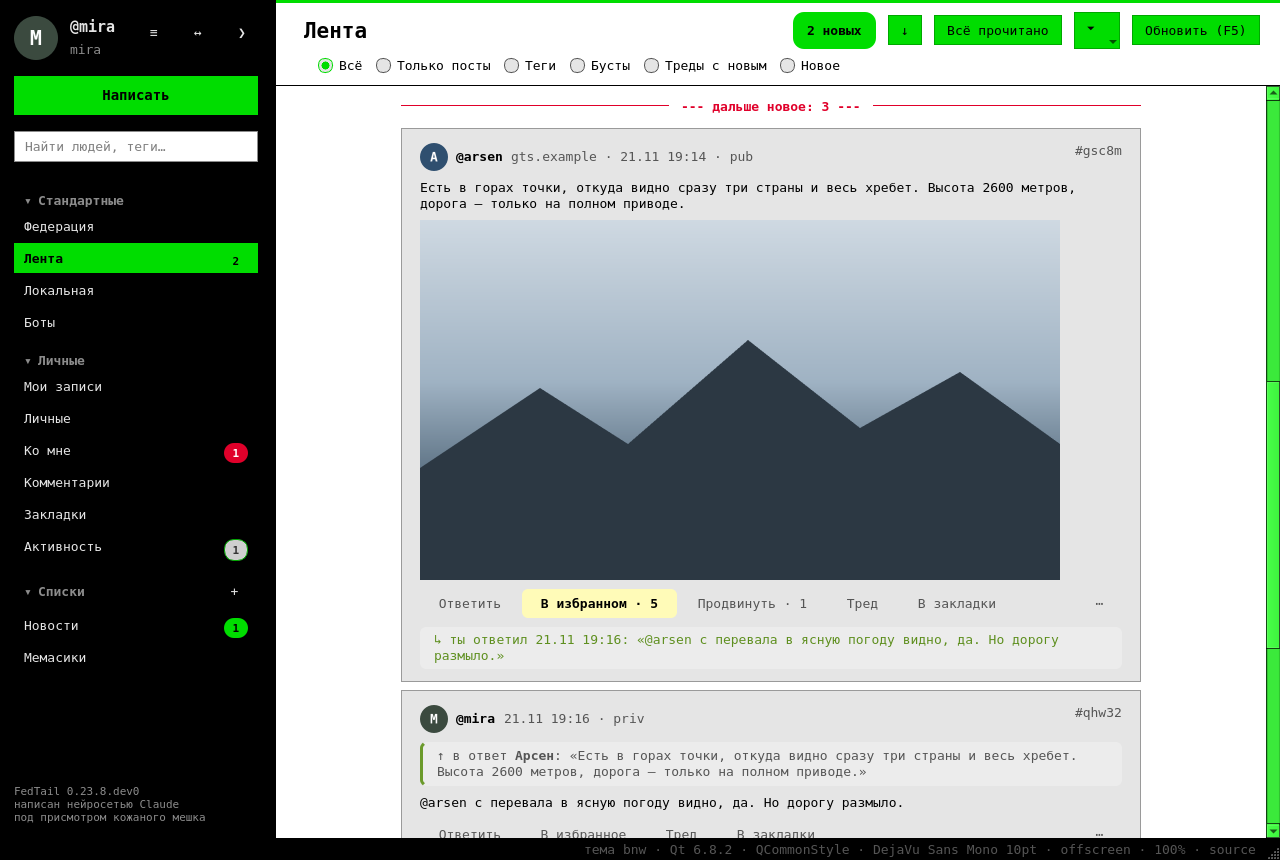 M
@mira
mira
≡ ↔ ❯
Написать
Найти людей, теги…
▾ Стандартные
Федерация
Лента 2
Локальная
Боты
▾ Личные
Мои записи
Личные
Ко мне 1
Комментарии
Закладки
Активность 1
▾ Списки +
Новости 1
Мемасики
FedTail 0.23.8.dev0
написан нейросетью Claude
под присмотром кожаного мешка
Лента
2 новых ↓ Всё прочитано Обновить (F5)
Всё Только посты Теги Бусты Треды с новым Новое
--- дальше новое: 3 ---
A @arsen gts.example · 21.11 19:14 · pub #gsc8m
Есть в горах точки, откуда видно сразу три страны и весь хребет. Высота 2600 метров,
дорога — только на полном приводе.
Ответить В избранном · 5 Продвинуть · 1 Тред В закладки ⋯
↳ ты ответил 21.11 19:16: «@arsen с перевала в ясную погоду видно, да. Но дорогу
размыло.»
M @mira 21.11 19:16 · priv #qhw32
↑ в ответ Арсен: «Есть в горах точки, откуда видно сразу три страны и весь хребет.
Высота 2600 метров, дорога — только на полном приводе.»
@arsen с перевала в ясную погоду видно, да. Но дорогу размыло.
Ответить В избранное Тред В закладки ⋯
тема bnw · Qt 6.8.2 · QCommonStyle · DejaVu Sans Mono 10pt · offscreen · 100% · source